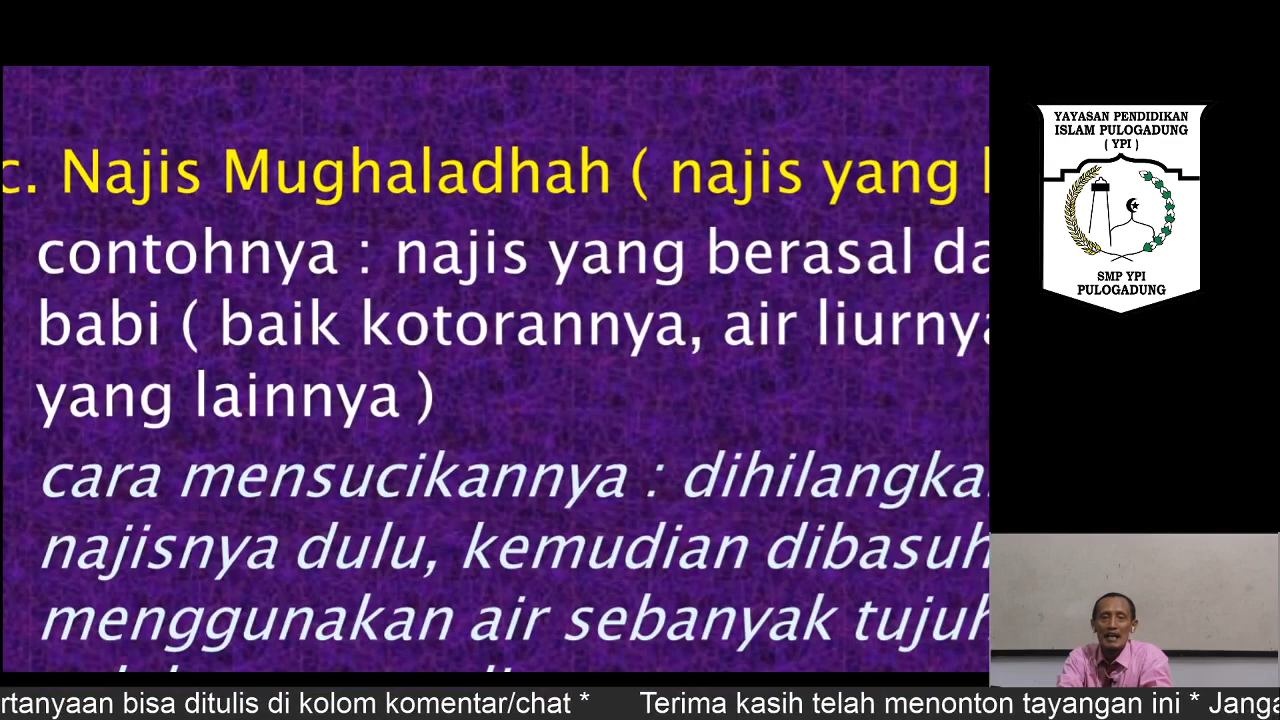 c. Najis Mughaladhah ( najis yang
contohnya : najis yang berasal da
babi ( baik kotorannya, air liurnya
yang lainnya )
cara mensucikannya : dihilangka
najisnya dulu, kemudian dibasuh
menggunakan air sebanyak tujuh
YAYASAN PENDIDIKAN
ISLAM PULOGADUNG
( YPI )
SMP YPI
PULOGADUNG
ertanyaan bisa ditulis di kolom komentar/chat * Terima kasih telah menonton tayangan ini * Janga